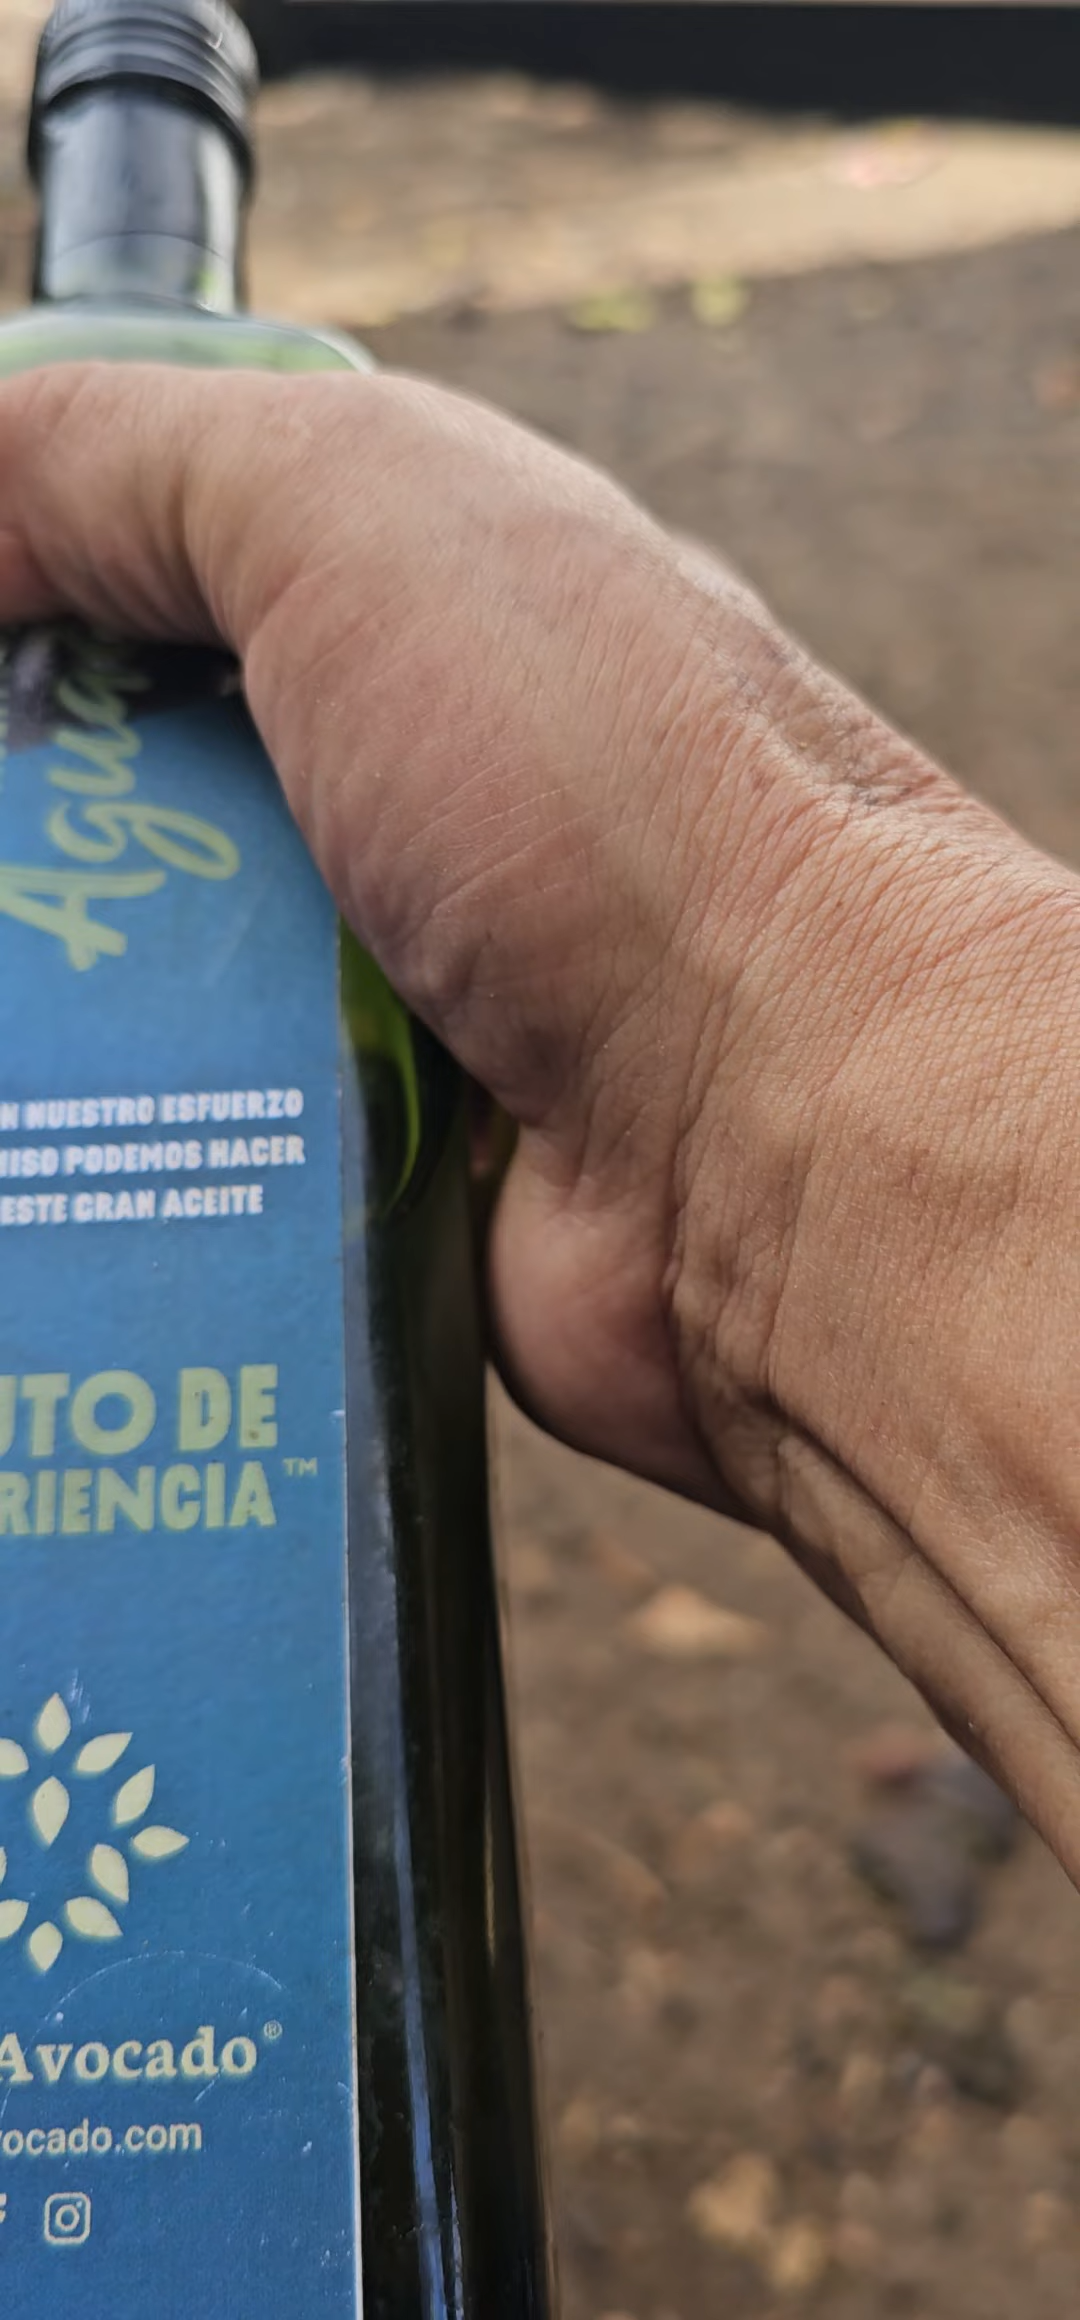 Agua
N NUESTRO ESFUERZO
MISO PODEMOS HACER
ESTE GRAN ACEITE
UTO DE
RIENCIA™
Avocado®
vocado.com